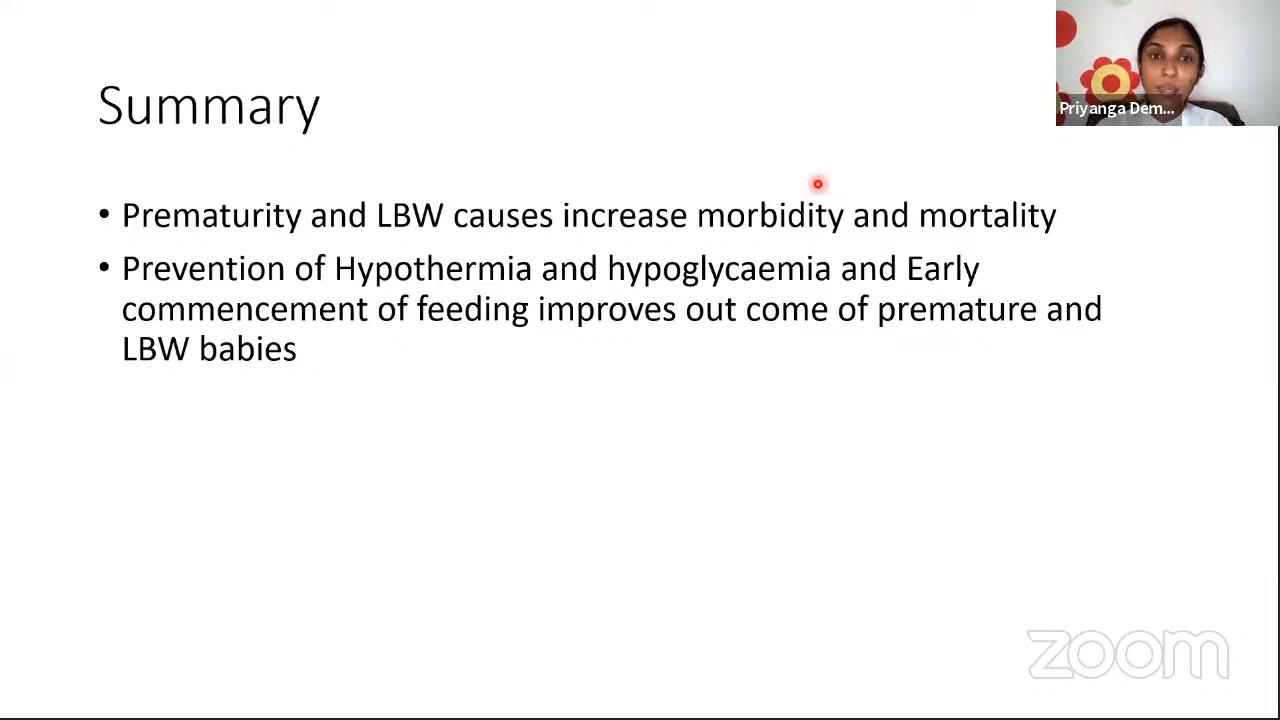 Summary
Priyanga Dem...
• Prematurity and LBW causes increase morbidity and mortality
• Prevention of Hypothermia and hypoglycaemia and Early
commencement of feeding improves out come of premature and
LBW babies
zoom